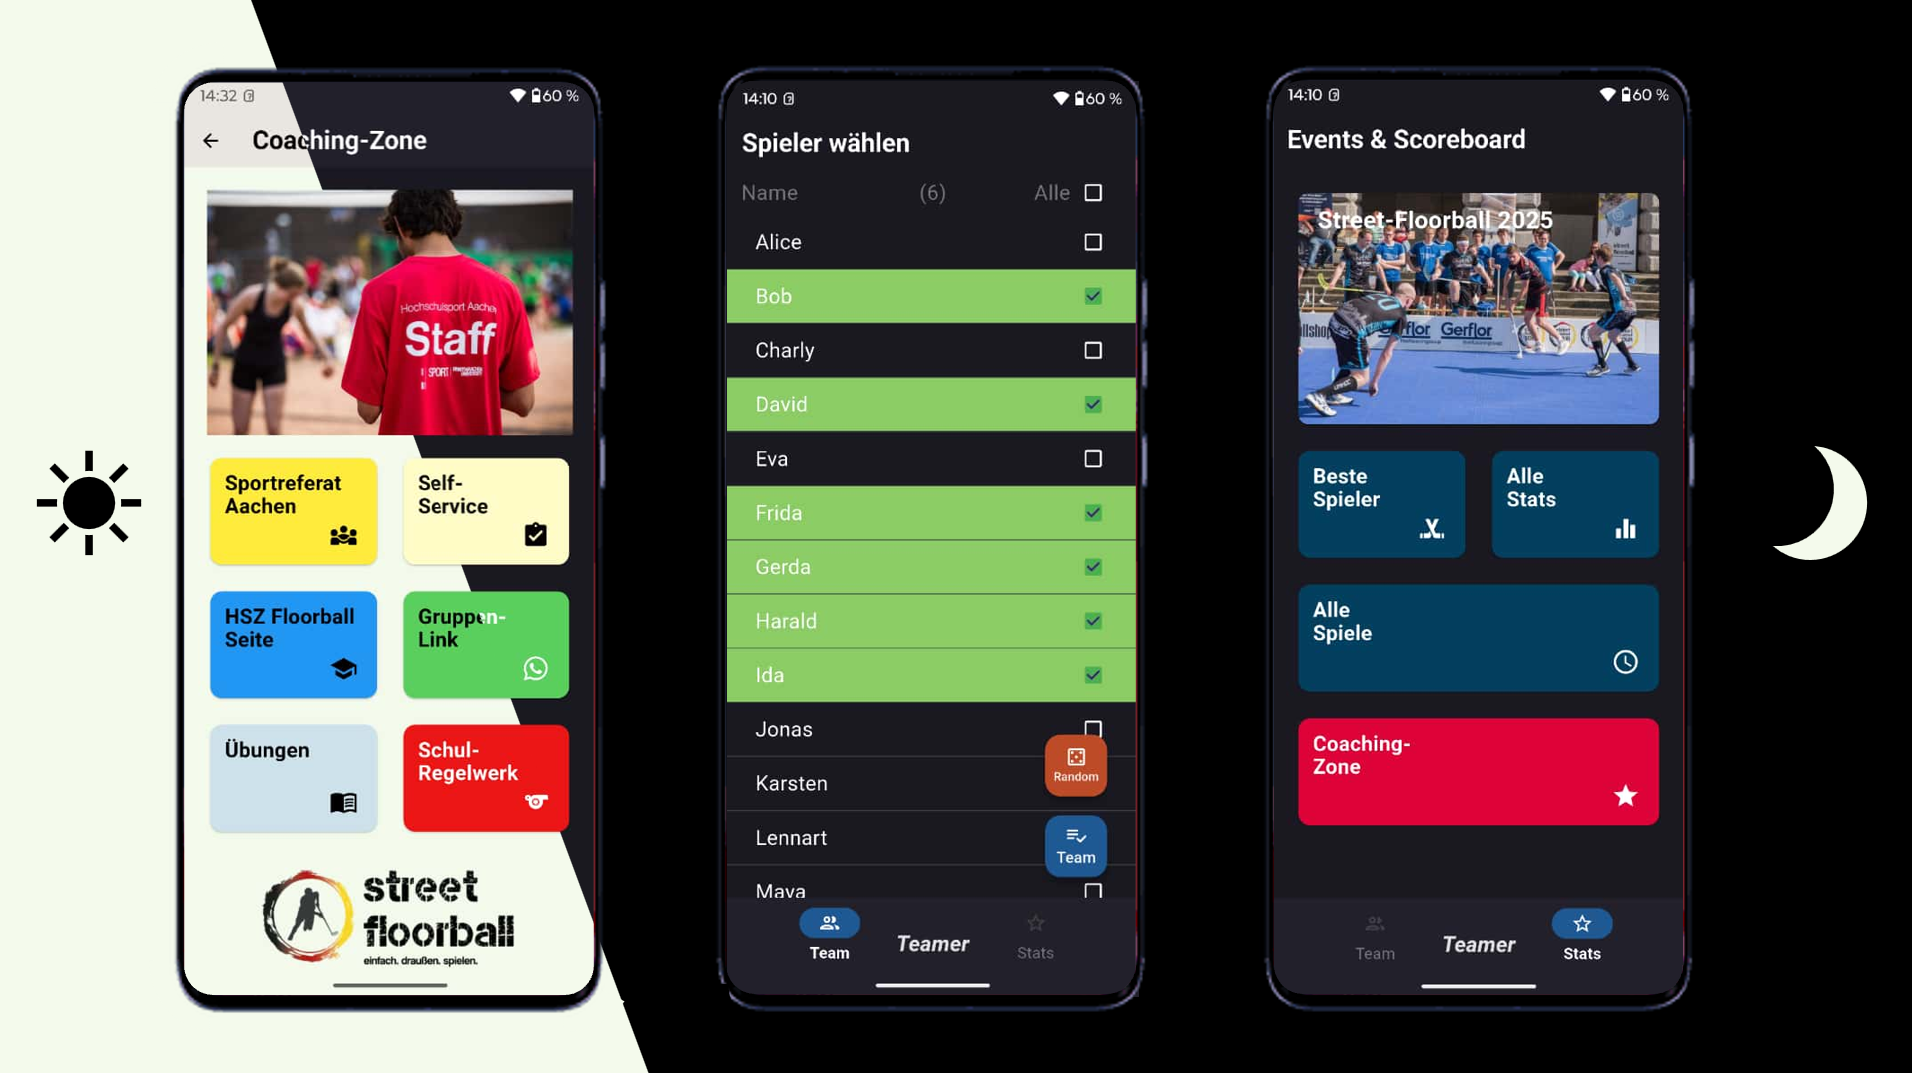 14:32
60 %
Coaching-Zone
Hochschulsport Aachen
Staff
SPORT
Sportreferat
Aachen
Self-
Service
HSZ Floorball
Seite
Gruppen-
Link
Übungen
Schul-
Regelwerk
street
floorball
einfach. draußen. spielen.
14:10
60 %
Spieler wählen
Name (6) Alle
Alice
Bob
Charly
David
Eva
Frida
Gerda
Harald
Ida
Jonas
Karsten
Random
Lennart
Team
Maya
Team
Teamer
Stats
14:10
60 %
Events & Scoreboard
Street-Floorball 2025
Gerflor
Beste
Spieler
Alle
Stats
Alle
Spiele
Coaching-
Zone
Team
Teamer
Stats